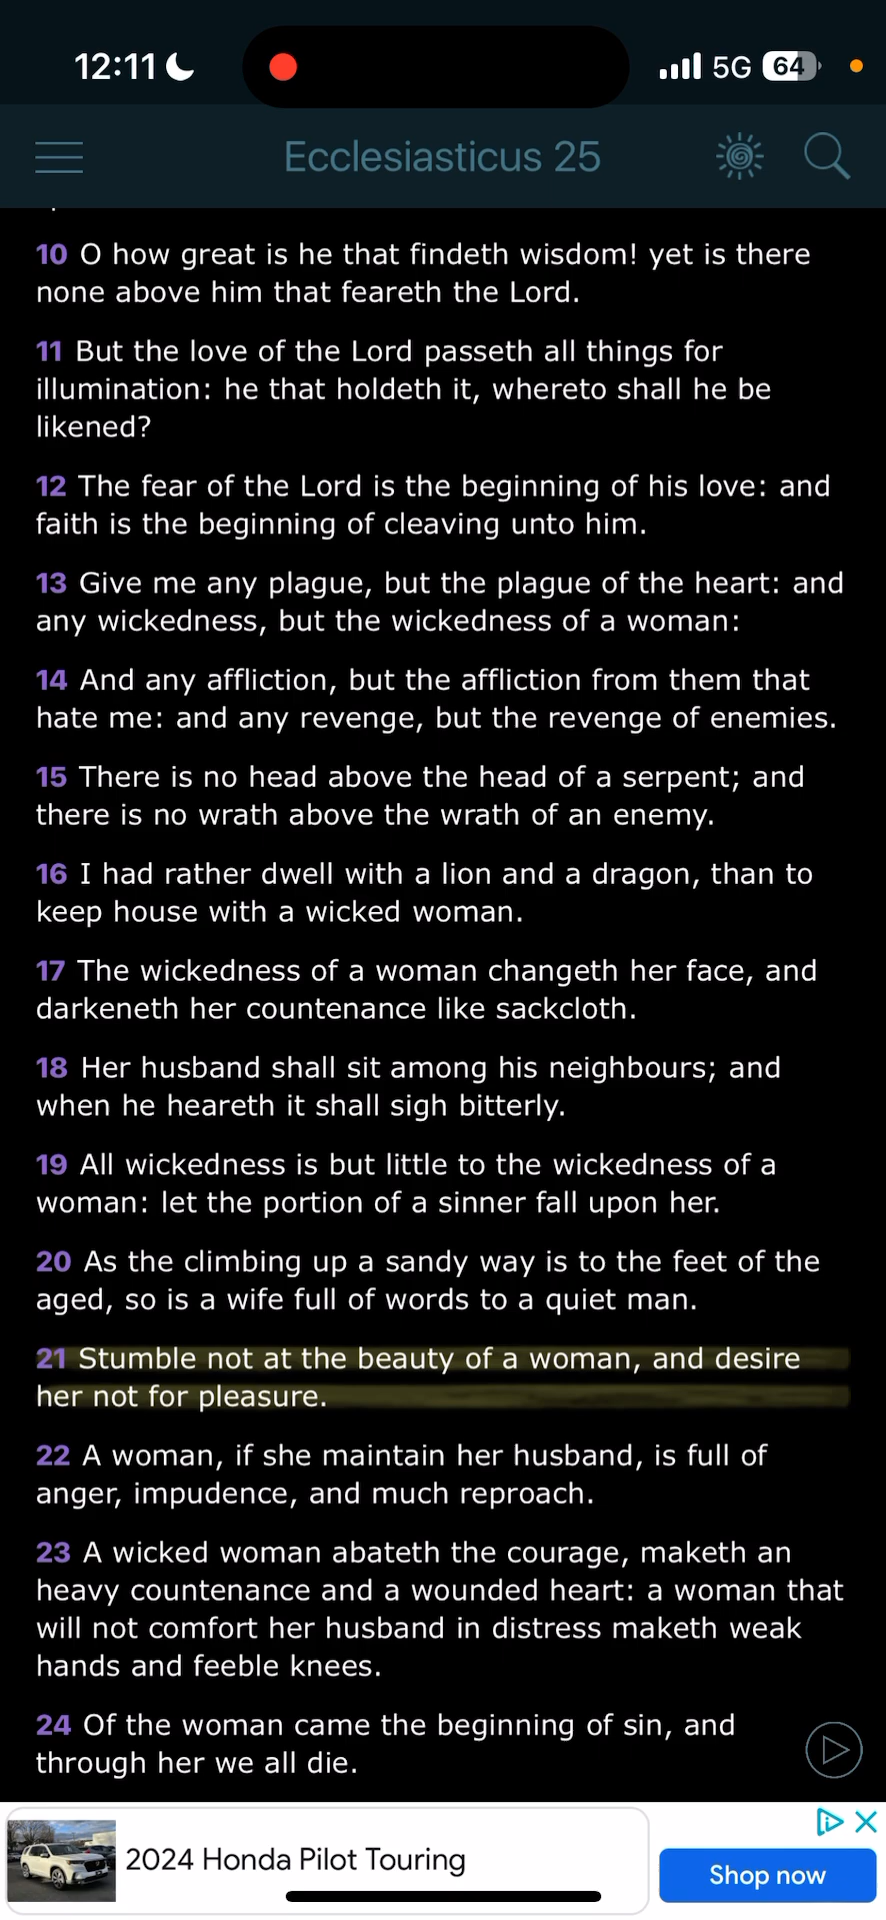 12:11
5G
64
Ecclesiasticus 25
10 O how great is he that findeth wisdom! yet is there
none above him that feareth the Lord.
11 But the love of the Lord passeth all things for
illumination: he that holdeth it, whereto shall he be
likened?
12 The fear of the Lord is the beginning of his love: and
faith is the beginning of cleaving unto him.
13 Give me any plague, but the plague of the heart: and
any wickedness, but the wickedness of a woman:
14 And any affliction, but the affliction from them that
hate me: and any revenge, but the revenge of enemies.
15 There is no head above the head of a serpent; and
there is no wrath above the wrath of an enemy.
16 I had rather dwell with a lion and a dragon, than to
keep house with a wicked woman.
17 The wickedness of a woman changeth her face, and
darkeneth her countenance like sackcloth.
18 Her husband shall sit among his neighbours; and
when he heareth it shall sigh bitterly.
19 All wickedness is but little to the wickedness of a
woman: let the portion of a sinner fall upon her.
20 As the climbing up a sandy way is to the feet of the
aged, so is a wife full of words to a quiet man.
21 Stumble not at the beauty of a woman, and desire
her not for pleasure.
22 A woman, if she maintain her husband, is full of
anger, impudence, and much reproach.
23 A wicked woman abateth the courage, maketh an
heavy countenance and a wounded heart: a woman that
will not comfort her husband in distress maketh weak
hands and feeble knees.
24 Of the woman came the beginning of sin, and
through her we all die.
2024 Honda Pilot Touring
Shop now